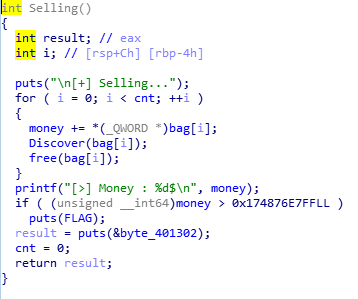 int Selling()
{
  int result; // eax
  int i; // [rsp+Ch] [rbp-4h]

  puts("\n[+] Selling...");
  for ( i = 0; i < cnt; ++i )
  {
    money += *(_QWORD *)bag[i];
    Discover(bag[i]);
    free(bag[i]);
  }
  printf("[>] Money : %d$\n", money);
  if ( (unsigned __int64)money > 0x174876E7FFLL )
    puts(FLAG);
  result = puts(&byte_401302);
  cnt = 0;
  return result;
}